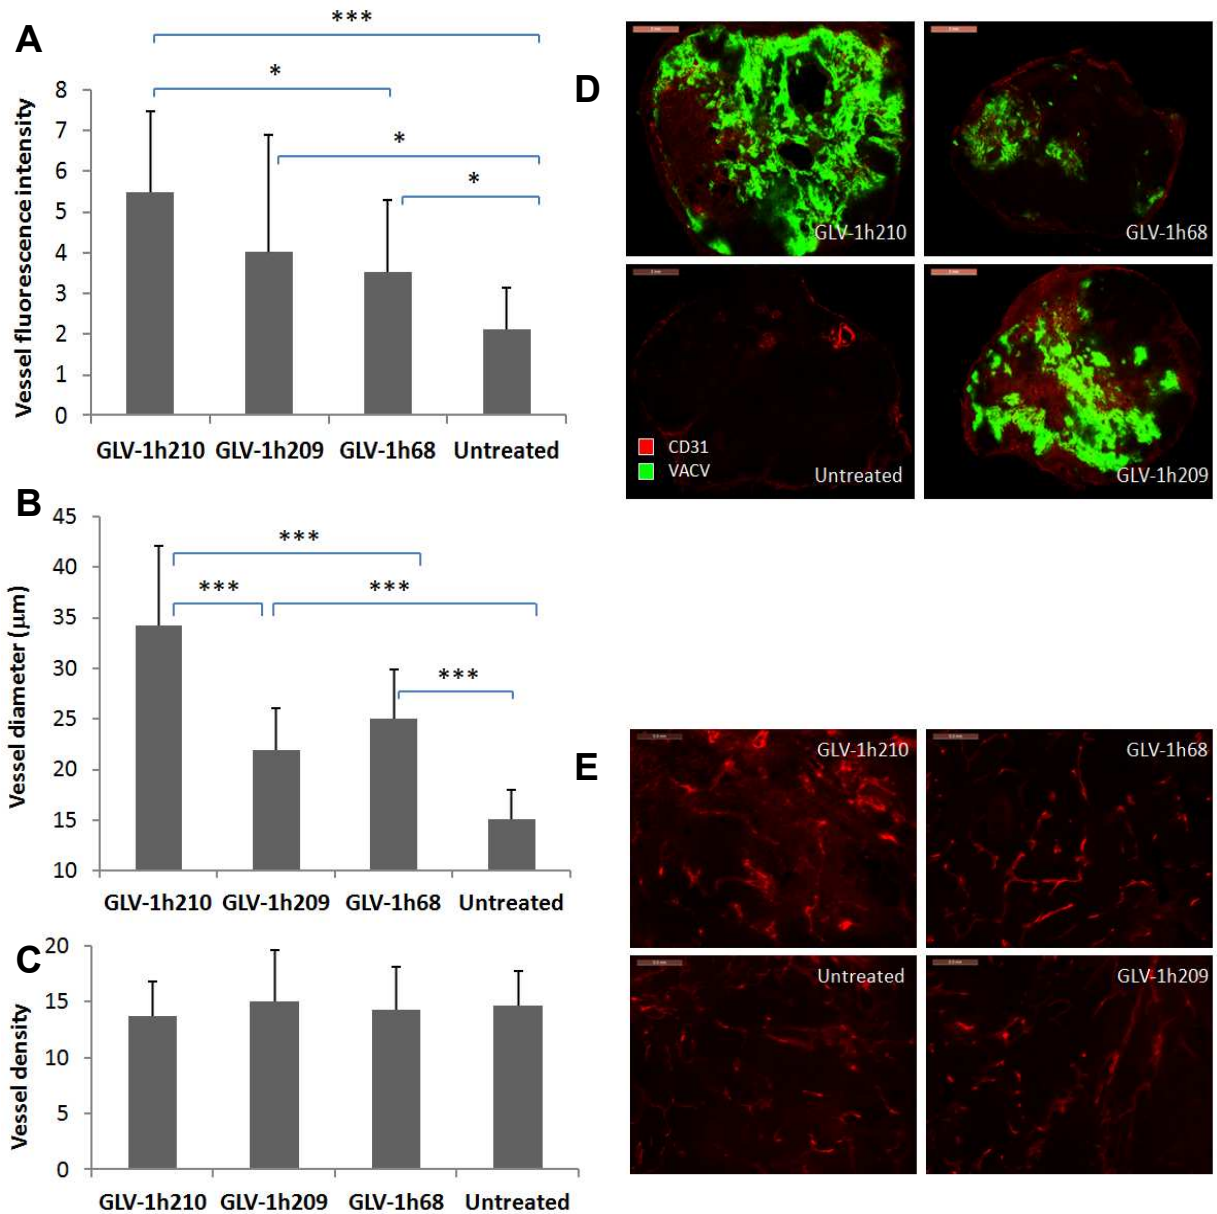 A
***
*
*
*
8
7
6
5
4
3
2
1
0
Vessel fluorescence intensity
GLV-1h210 GLV-1h209 GLV-1h68 Untreated
B
***
***
***
***
45
40
35
30
25
20
15
10
Vessel diameter (µm)
GLV-1h210 GLV-1h209 GLV-1h68 Untreated
C
20
15
10
5
0
Vessel density
GLV-1h210 GLV-1h209 GLV-1h68 Untreated
D
GLV-1h210
GLV-1h68
CD31
VACV
Untreated
GLV-1h209
E
GLV-1h210
GLV-1h68
Untreated
GLV-1h209